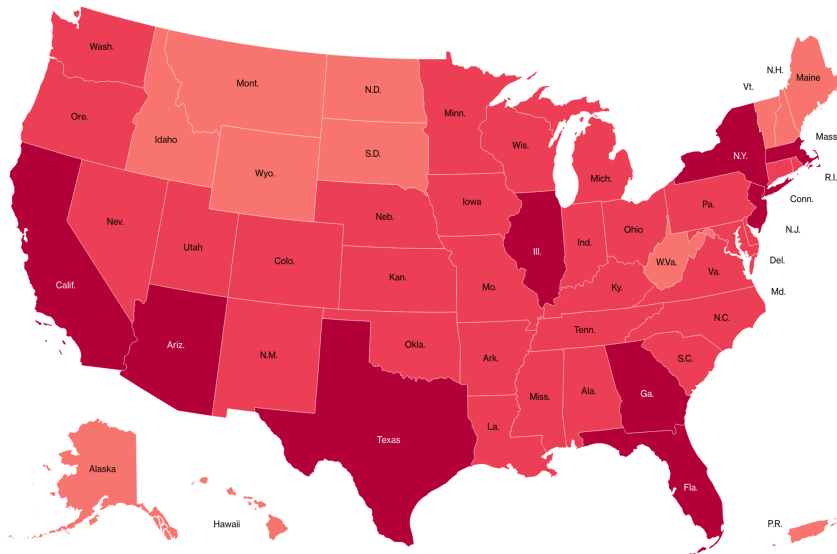 Wash.
Mont.
N.D.
Minn.
N.H.
Maine
Vt.
Ore.
Idaho
S.D.
Wis.
Mich.
N.Y.
Mass
Wyo.
R.I.
Conn.
Nev.
Iowa
Neb.
Pa.
N.J.
Utah
Colo.
Ill.
Ind.
Ohio
W.Va.
Del.
Calif.
Kan.
Mo.
Ky.
Va.
Md.
Ariz.
N.M.
Okla.
Ark.
Tenn.
N.C.
S.C.
Texas
La.
Miss.
Ala.
Ga.
Alaska
Fla.
Hawaii
P.R.